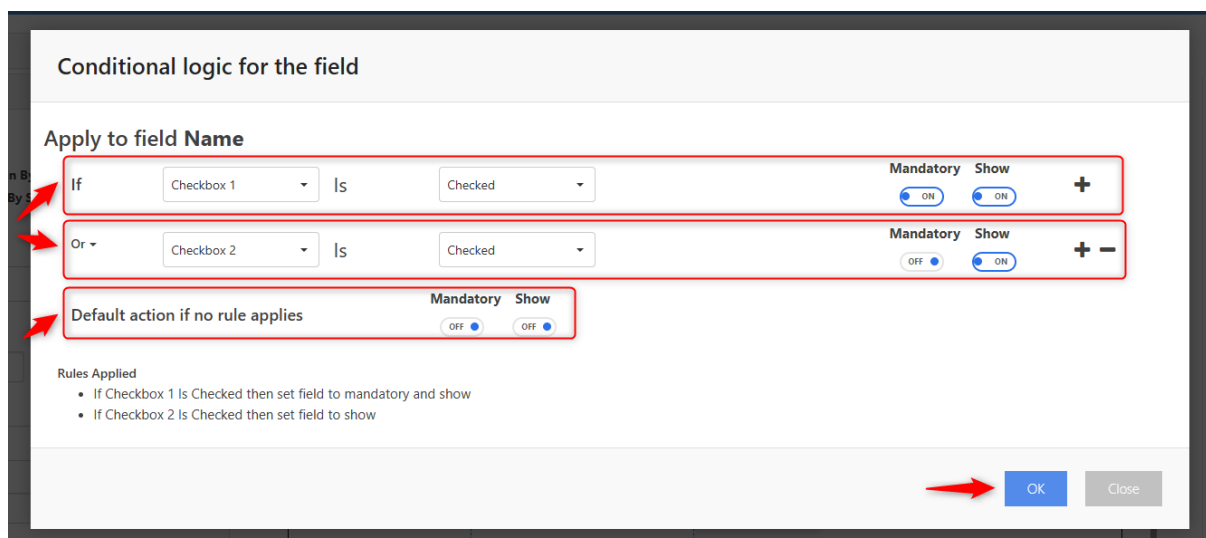 Conditional logic for the field
Apply to field Name
Mandatory Show
If Checkbox 1 Is Checked ON ON
Mandatory Show
Or Checkbox 2 Is Checked OFF ON
Mandatory Show
Default action if no rule applies OFF OFF
Rules Applied
• If Checkbox 1 Is Checked then set field to mandatory and show
• If Checkbox 2 Is Checked then set field to show
OK Close